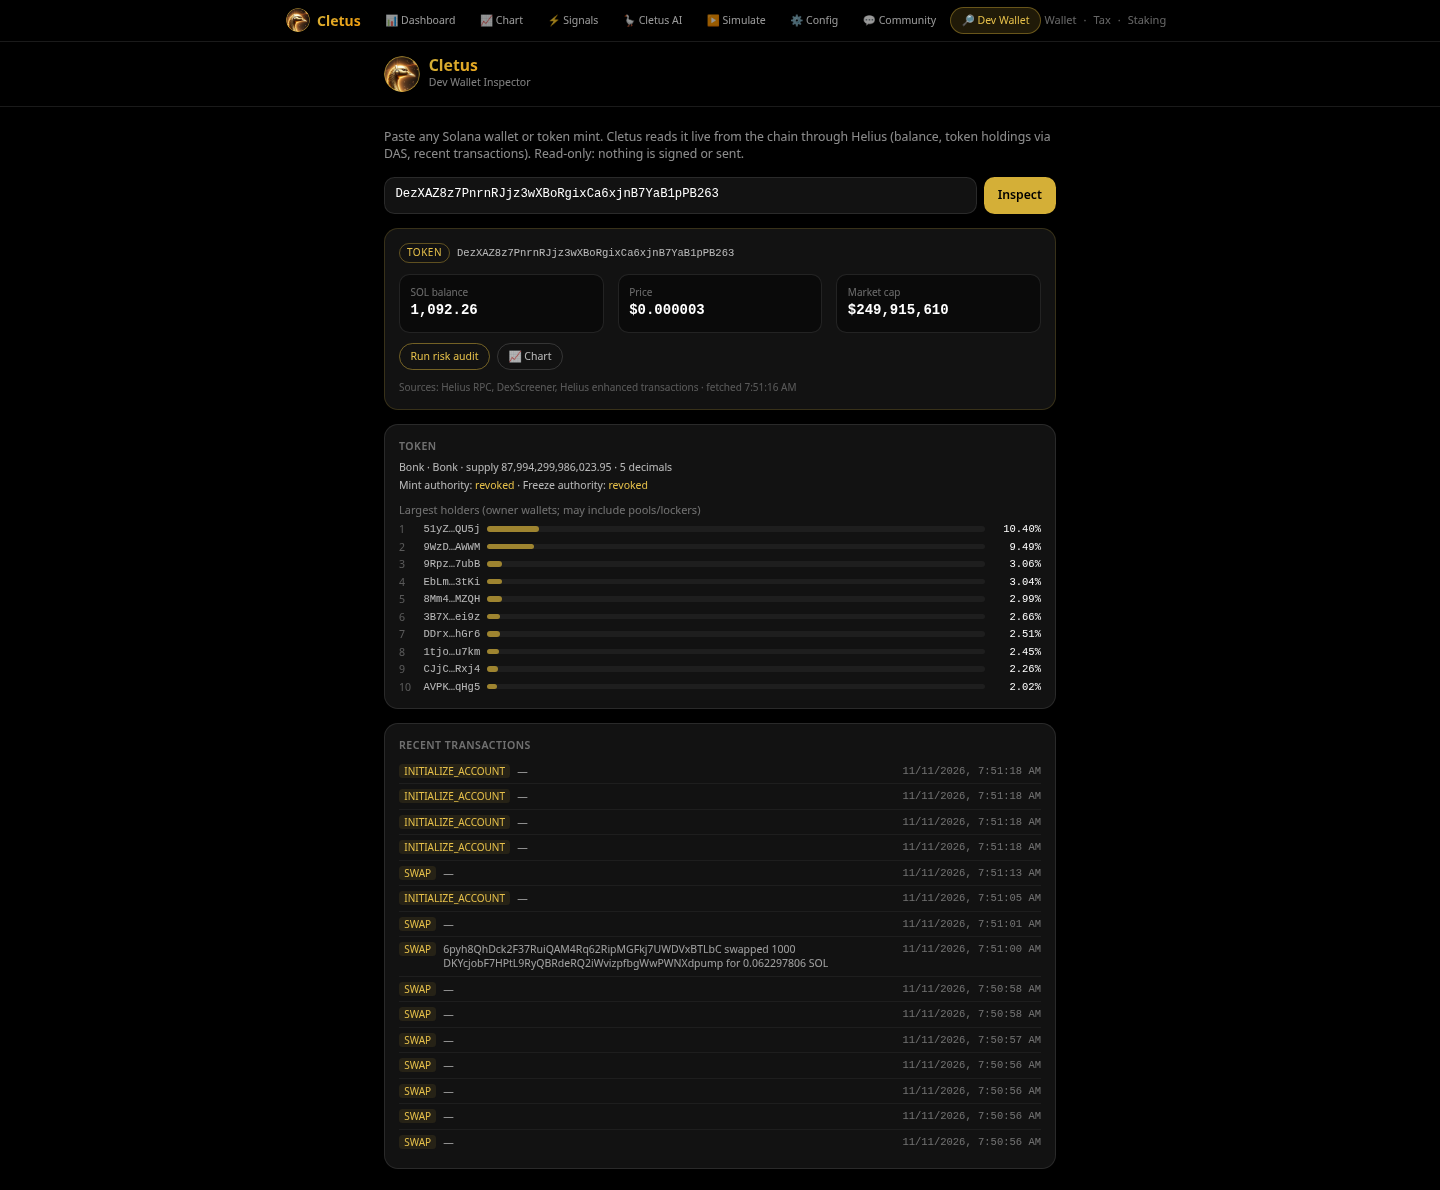 Cletus 📊 Dashboard 📈 Chart ⚡ Signals 🦆 Cletus AI ▶️ Simulate ⚙️ Config 💬 Community 🔎 Dev Wallet Wallet · Tax · Staking
Cletus
Dev Wallet Inspector
Paste any Solana wallet or token mint. Cletus reads it live from the chain through Helius (balance, token holdings via
DAS, recent transactions). Read-only: nothing is signed or sent.
DezXAZ8z7PnrnRJjz3wXBoRgixCa6xjnB7YaB1pPB263 Inspect
TOKEN DezXAZ8z7PnrnRJjz3wXBoRgixCa6xjnB7YaB1pPB263
SOL balance Price Market cap
1,092.26 $0.000003 $249,915,610
Run risk audit 📈 Chart
Sources: Helius RPC, DexScreener, Helius enhanced transactions · fetched 7:51:16 AM
TOKEN
Bonk · Bonk · supply 87,994,299,986,023.95 · 5 decimals
Mint authority: revoked · Freeze authority: revoked
Largest holders (owner wallets; may include pools/lockers)
1 51yZ…QU5j 10.40%
2 9WzD…AWWM 9.49%
3 9Rpz…7ubB 3.06%
4 EbLm…3tKi 3.04%
5 8Mm4…MZQH 2.99%
6 3B7X…ei9z 2.66%
7 DDrx…hGr6 2.51%
8 1tjo…u7km 2.45%
9 CJjC…Rxj4 2.26%
10 AVPK…qHg5 2.02%
RECENT TRANSACTIONS
INITIALIZE_ACCOUNT — 11/11/2026, 7:51:18 AM
INITIALIZE_ACCOUNT — 11/11/2026, 7:51:18 AM
INITIALIZE_ACCOUNT — 11/11/2026, 7:51:18 AM
INITIALIZE_ACCOUNT — 11/11/2026, 7:51:18 AM
SWAP — 11/11/2026, 7:51:13 AM
INITIALIZE_ACCOUNT — 11/11/2026, 7:51:05 AM
SWAP — 11/11/2026, 7:51:01 AM
SWAP 6pyh8QhDck2F37RuiQAM4Rq62RipMGFkj7UWDVxBTLbC swapped 1000 11/11/2026, 7:51:00 AM
DKYcjobF7HPtL9RyQBRdeRQ2iWvizpfbgWwPWNXdpump for 0.062297806 SOL
SWAP — 11/11/2026, 7:50:58 AM
SWAP — 11/11/2026, 7:50:58 AM
SWAP — 11/11/2026, 7:50:57 AM
SWAP — 11/11/2026, 7:50:56 AM
SWAP — 11/11/2026, 7:50:56 AM
SWAP — 11/11/2026, 7:50:56 AM
SWAP — 11/11/2026, 7:50:56 AM